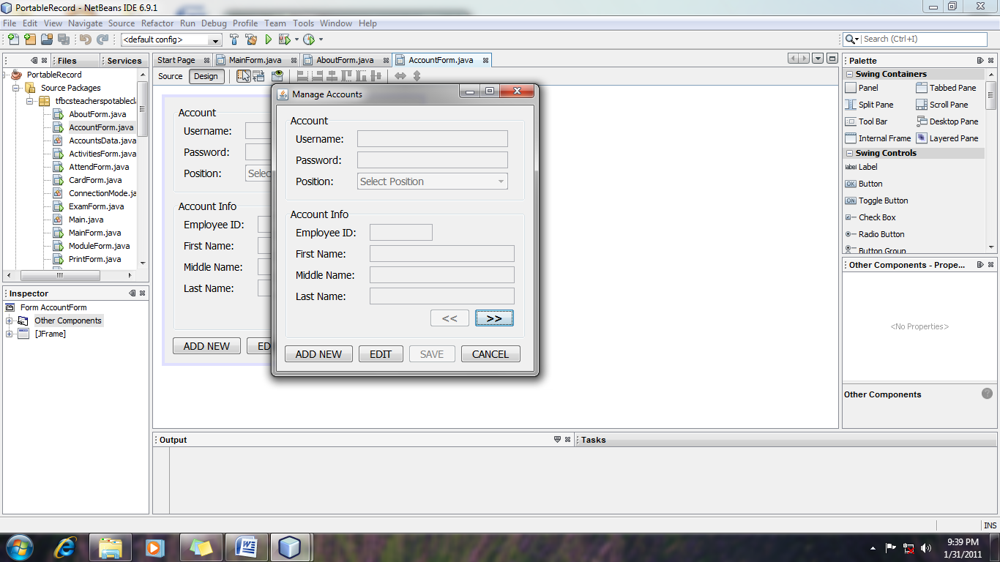 PortableRecord - NetBeans IDE 6.9.1
File Edit View Navigate Source Refactor Run Debug Profile Team Tools Window Help
<default config>
Search (Ctrl+I)
Files
Services
PortableRecord
Source Packages
tfbcsteacherspotablecla
AboutForm.java
AccountForm.java
AccountsData.java
ActivitiesForm.java
AttendForm.java
CardForm.java
ConnectionMode.ja
ExamForm.java
Main.java
MainForm.java
ModuleForm.java
PrintForm.java
Inspector
Form AccountForm
Other Components
[JFrame]
Start Page
MainForm.java
AboutForm.java
AccountForm.java
Source Design
Account
Username:
Password:
Position:
Selec
Account Info
Employee ID:
First Name:
Middle Name:
Last Name:
ADD NEW
ED
Manage Accounts
Account
Username:
Password:
Position:
Select Position
Account Info
Employee ID:
First Name:
Middle Name:
Last Name:
<< >>
ADD NEW EDIT SAVE CANCEL
Output
Tasks
Palette
Swing Containers
Panel Tabbed Pane
Split Pane Scroll Pane
Tool Bar Desktop Pane
Internal Frame Layered Pane
Swing Controls
label Label
OK Button
ON Toggle Button
Check Box
Radio Button
Button Group
Other Components - Prope...
<No Properties>
Other Components
?
INS
9:39 PM
1/31/2011